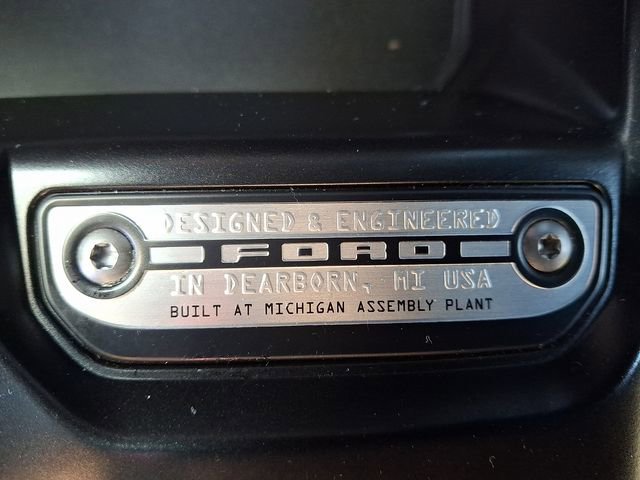 DESIGNED & ENGINEERED
FORD
IN DEARBORN, MI USA
BUILT AT MICHIGAN ASSEMBLY PLANT